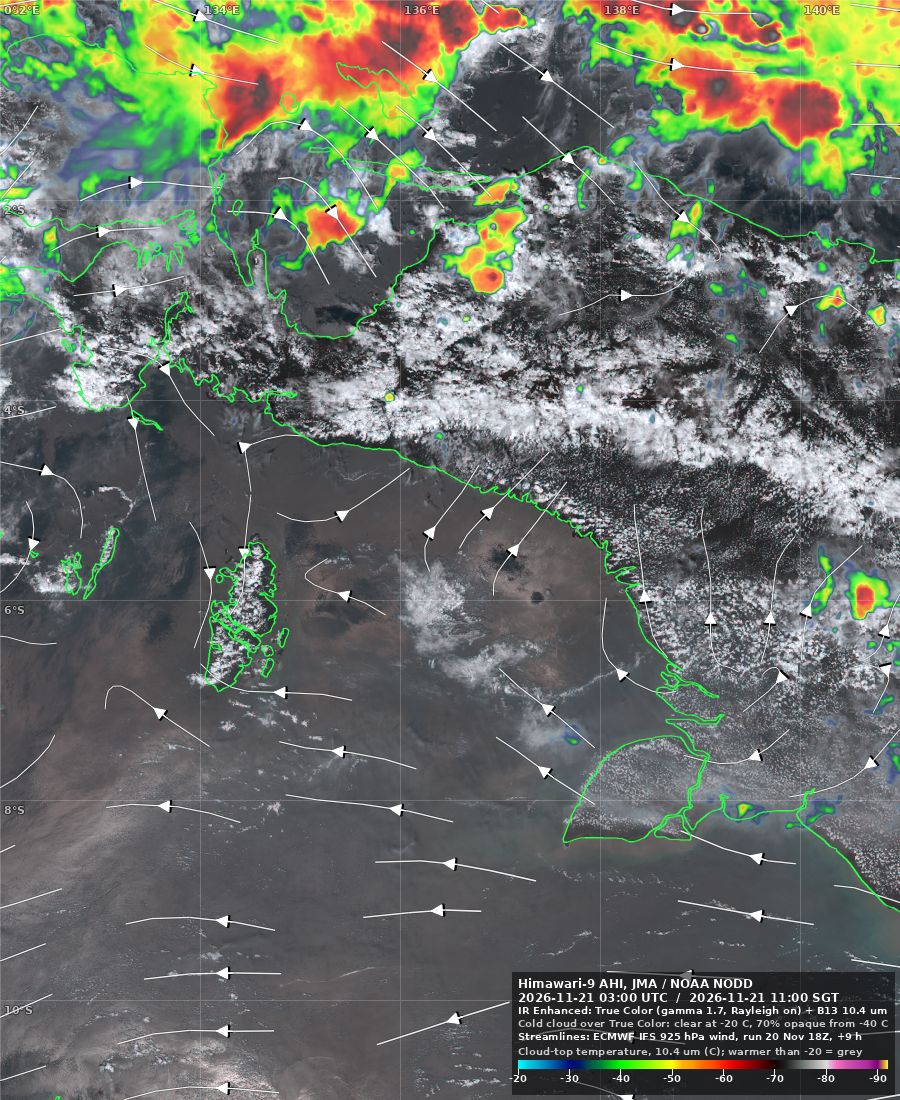 0°
132°E
134°E
136°E
138°E
140°E
2°S
4°S
6°S
8°S
10°S
Himawari-9 AHI, JMA / NOAA NODD
2026-11-21 03:00 UTC / 2026-11-21 11:00 SGT
IR Enhanced: True Color (gamma 1.7, Rayleigh on) + B13 10.4 um
Cold cloud over True Color: clear at -20 C, 70% opaque from -40 C
Streamlines: ECMWF IFS 925 hPa wind, run 20 Nov 18Z, +9 h
Cloud-top temperature, 10.4 um (C); warmer than -20 = grey
-20 -30 -40 -50 -60 -70 -80 -90